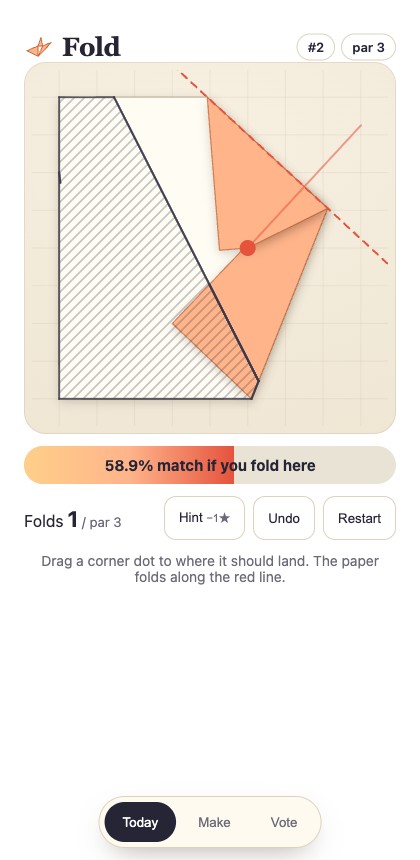 Fold
#2
par 3
58.9% match if you fold here
Folds 1 / par 3
Hint −1★
Undo
Restart
Drag a corner dot to where it should land. The paper
folds along the red line.
Today
Make
Vote